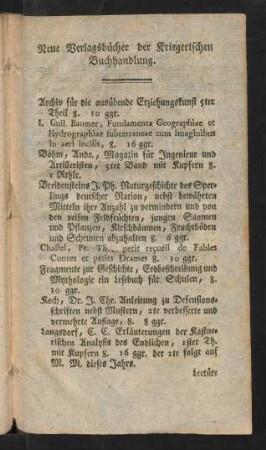 Neue Verlagsbücher der Kriegerischen
Buchhandlung.
Archiv für die ausübende Erziehungskunst 5ter
Theil 8. 10 ggr.
I. Guil. Baumer, Fundamenta Geographiae et
Hydrographiae subterraneae cum Imaginibus
in aeri incisis, 8. 16 ggr.
Böhm, Andr., Magazin für Ingenieur und
Artilleristen, 3ter Band mit Kupfern 8.
1 Rthlr.
Breidensteins J. Ph. Naturgeschichte des Sper-
lings deutscher Nation, nebst bewährten
Mitteln ihre Anzahl zu vermindern und von
den reifen Feldfrüchten, jungen Saamen
und Pflanzen, Kirschbäumen, Fruchtböden
und Scheunen abzuhalten 8. 6 ggr.
Chastel, Fr. Th., petit recueil de Fables
Contes et petits Drames 8. 10 ggr.
Fragmente zur Geschichte, Erdbeschreibung und
Mythologie ein Lesebuch für Schulen, 8.
10 ggr.
Koch, Dr. J. Chr. Anleitung zu Defensions-
schriften nebst Mustern, 2te verbesserte und
vermehrte Auflage, 8. 8 ggr.
Langsdorf, C. C. Erläuterungen der Kästne-
rischen Analysis des Endlichen, 1ster Th.
mit Kupfern 8. 16 ggr. der 2te folgt auf
M. M. dieses Jahrs.
Lectüre